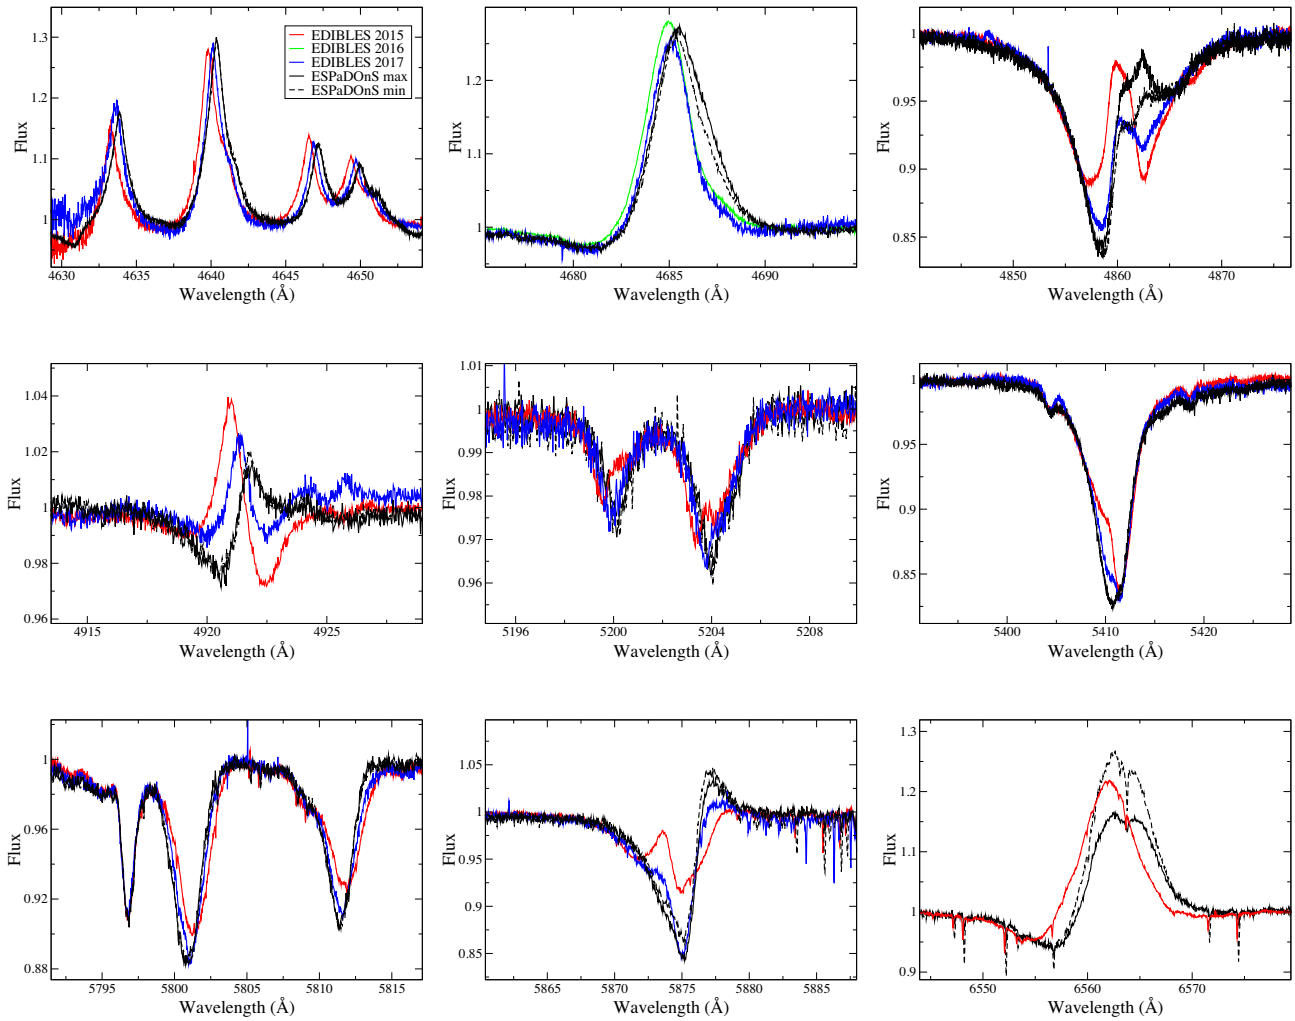 1.3
1.2
1.1
1
Flux
4630 4635 4640 4645 4650
Wavelength (Å)
EDIBLES 2015
EDIBLES 2016
EDIBLES 2017
ESPaDOnS max
ESPaDOnS min
1.2
1.1
1
Flux
4680 4685 4690
Wavelength (Å)
1
0.95
0.9
0.85
Flux
4850 4860 4870
Wavelength (Å)
1.04
1.02
1
0.98
0.96
Flux
4915 4920 4925
Wavelength (Å)
1.01
1
0.99
0.98
0.97
0.96
Flux
5196 5200 5204 5208
Wavelength (Å)
1
0.95
0.9
0.85
Flux
5400 5410 5420
Wavelength (Å)
1
0.96
0.92
0.88
Flux
5795 5800 5805 5810 5815
Wavelength (Å)
1.05
1.00
0.95
0.9
0.85
Flux
5865 5870 5875 5880 5885
Wavelength (Å)
1.3
1.2
1.1
1
0.9
Flux
6550 6560 6570
Wavelength (Å)